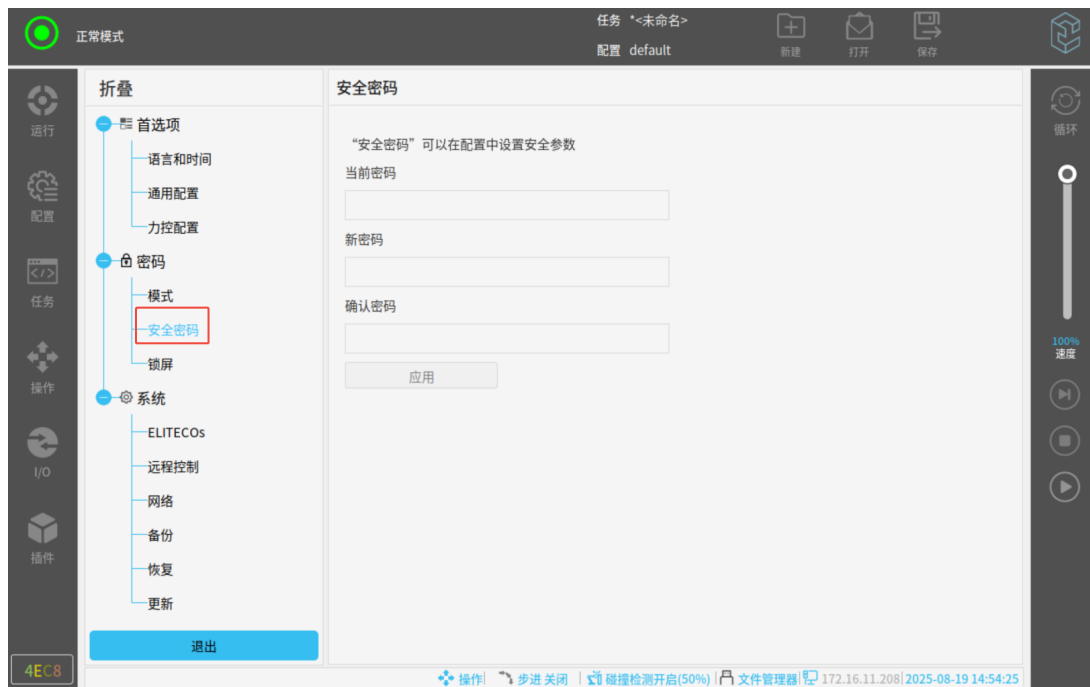 正常模式
任务 *<未命名>
配置 default
新建
打开
保存
运行
配置
任务
操作
I/O
插件
4EC8
折叠
首选项
语言和时间
通用配置
力控配置
密码
模式
安全密码
锁屏
系统
ELITECOs
远程控制
网络
备份
恢复
更新
退出
安全密码
“安全密码”可以在配置中设置安全参数
当前密码
新密码
确认密码
应用
循环
100%
速度
操作 步进 关闭 碰撞检测开启(50%) 文件管理器 172.16.11.208 2025-08-19 14:54:25